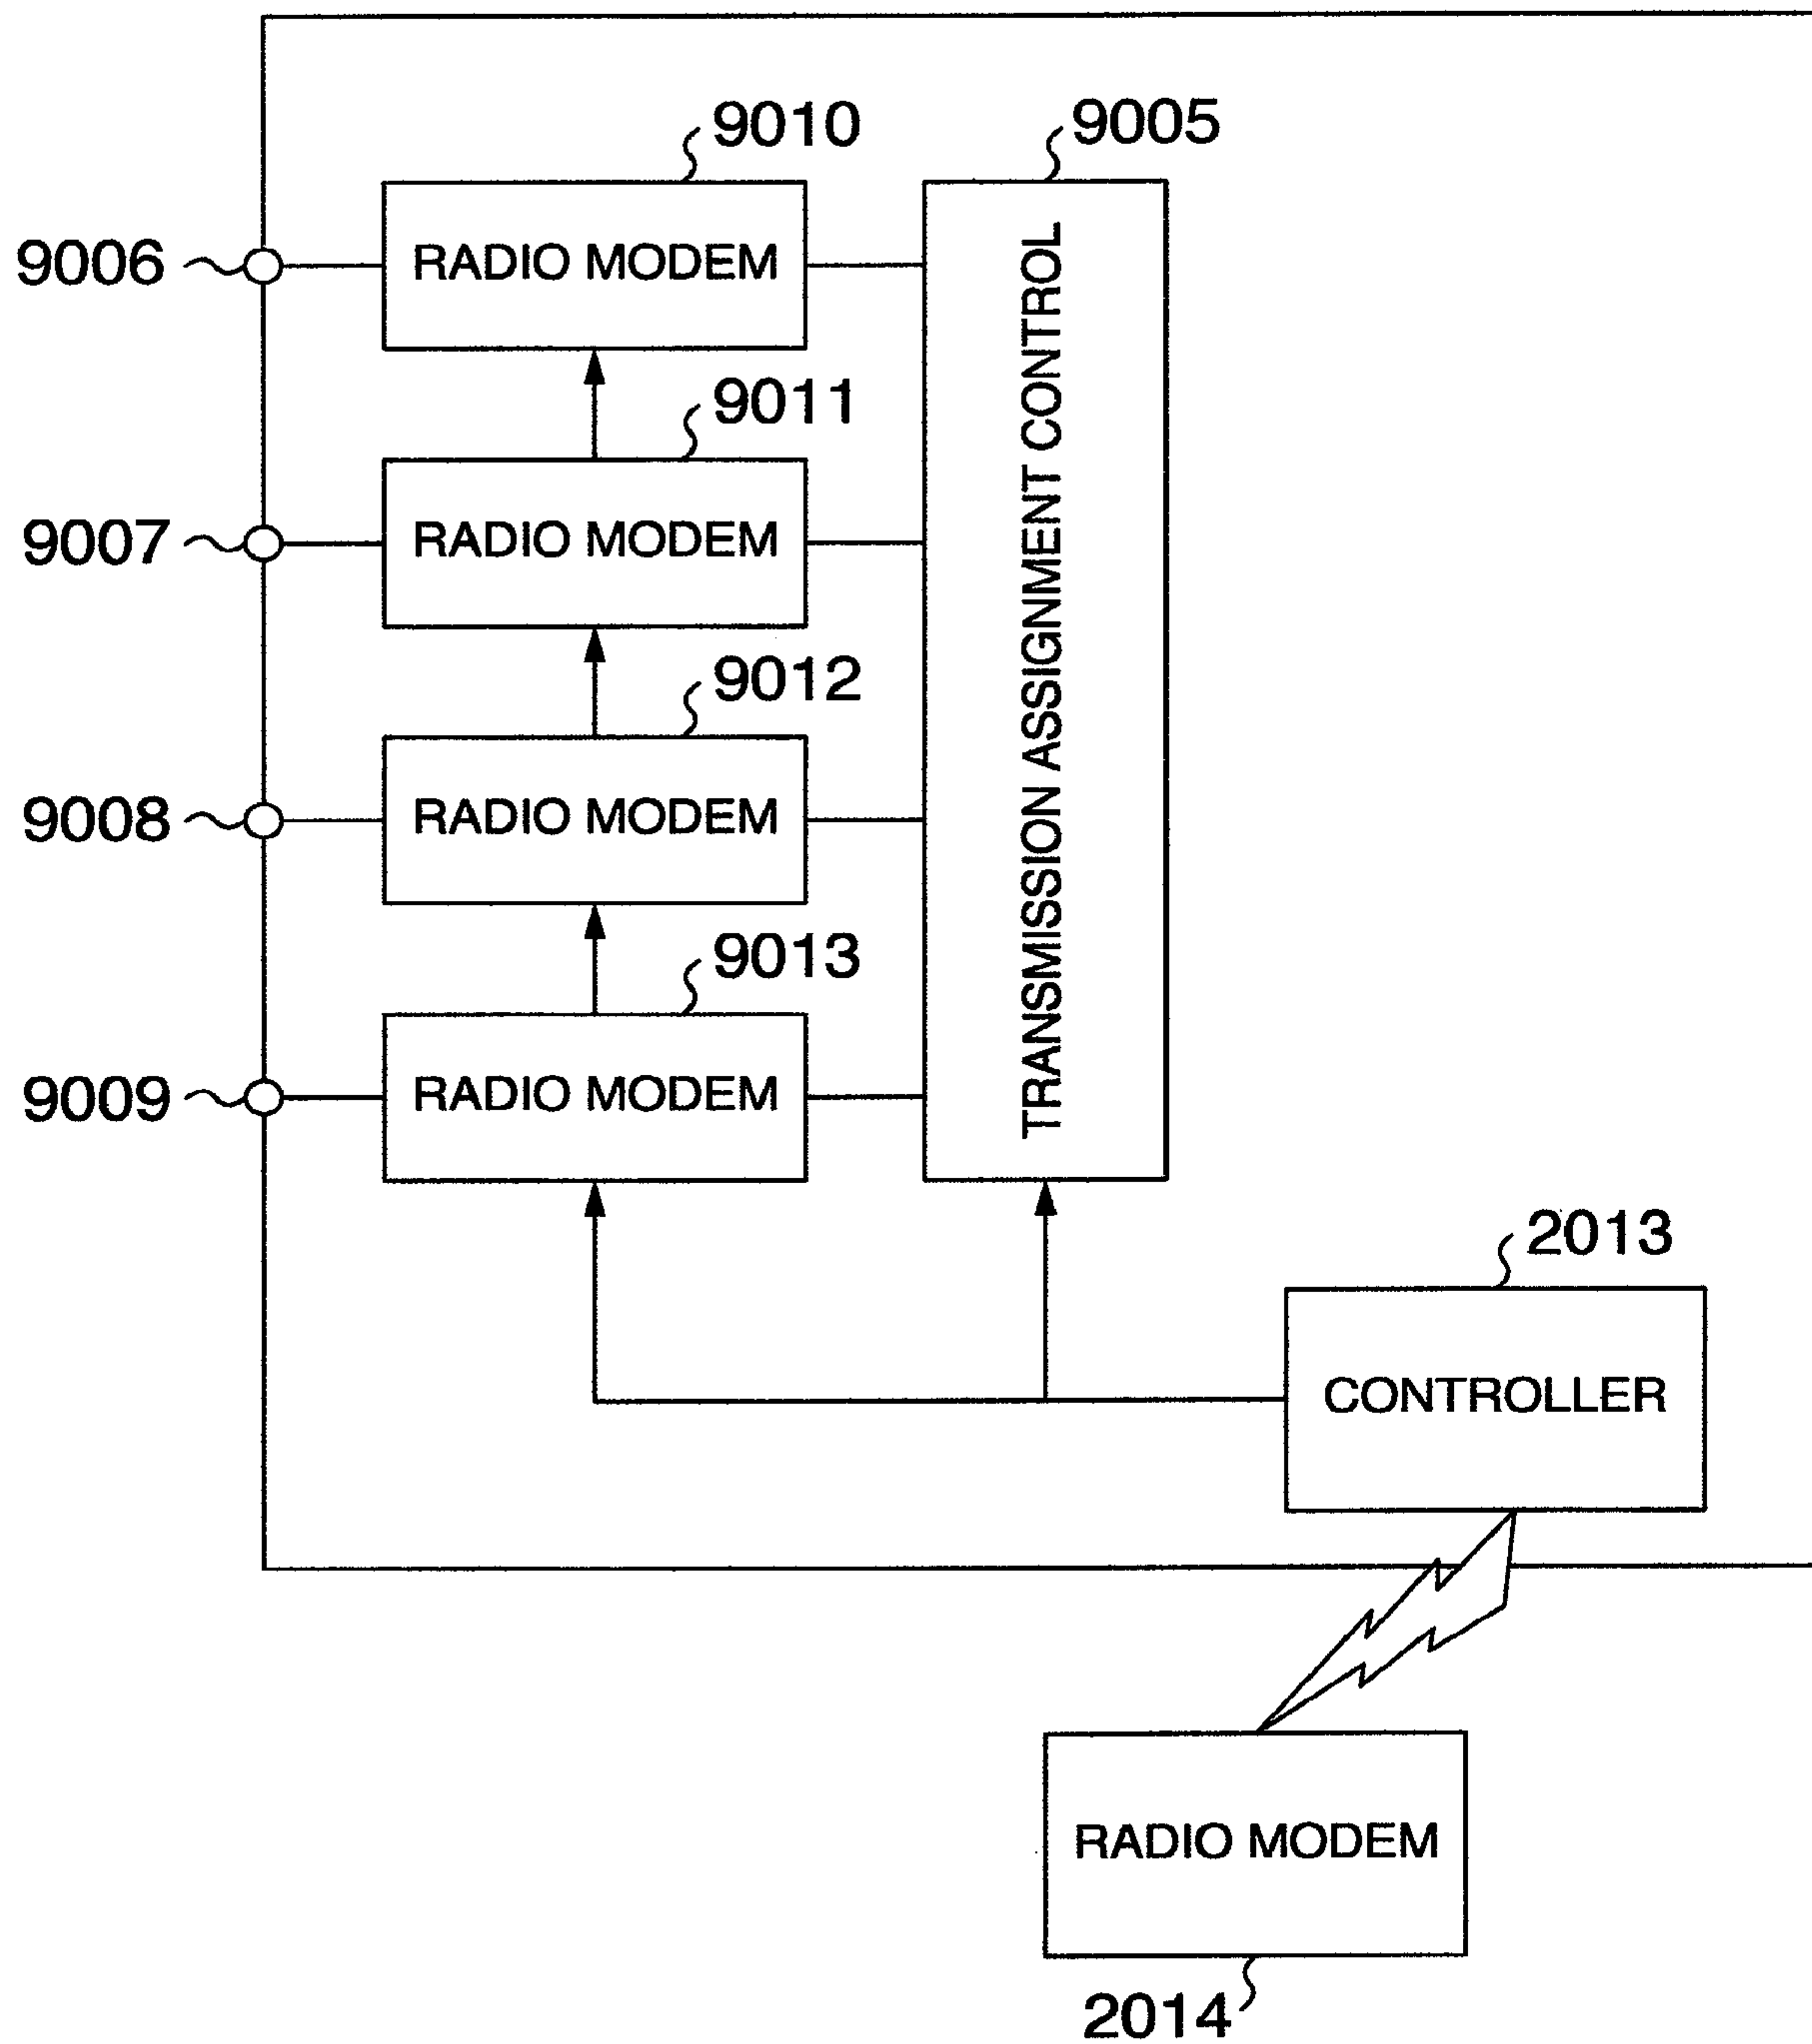 9010
9005
9006
RADIO MODEM
TRANSMISSION ASSIGNMENT CONTROL
9011
9007
RADIO MODEM
9012
9008
RADIO MODEM
9013
9009
RADIO MODEM
2013
CONTROLLER
RADIO MODEM
2014